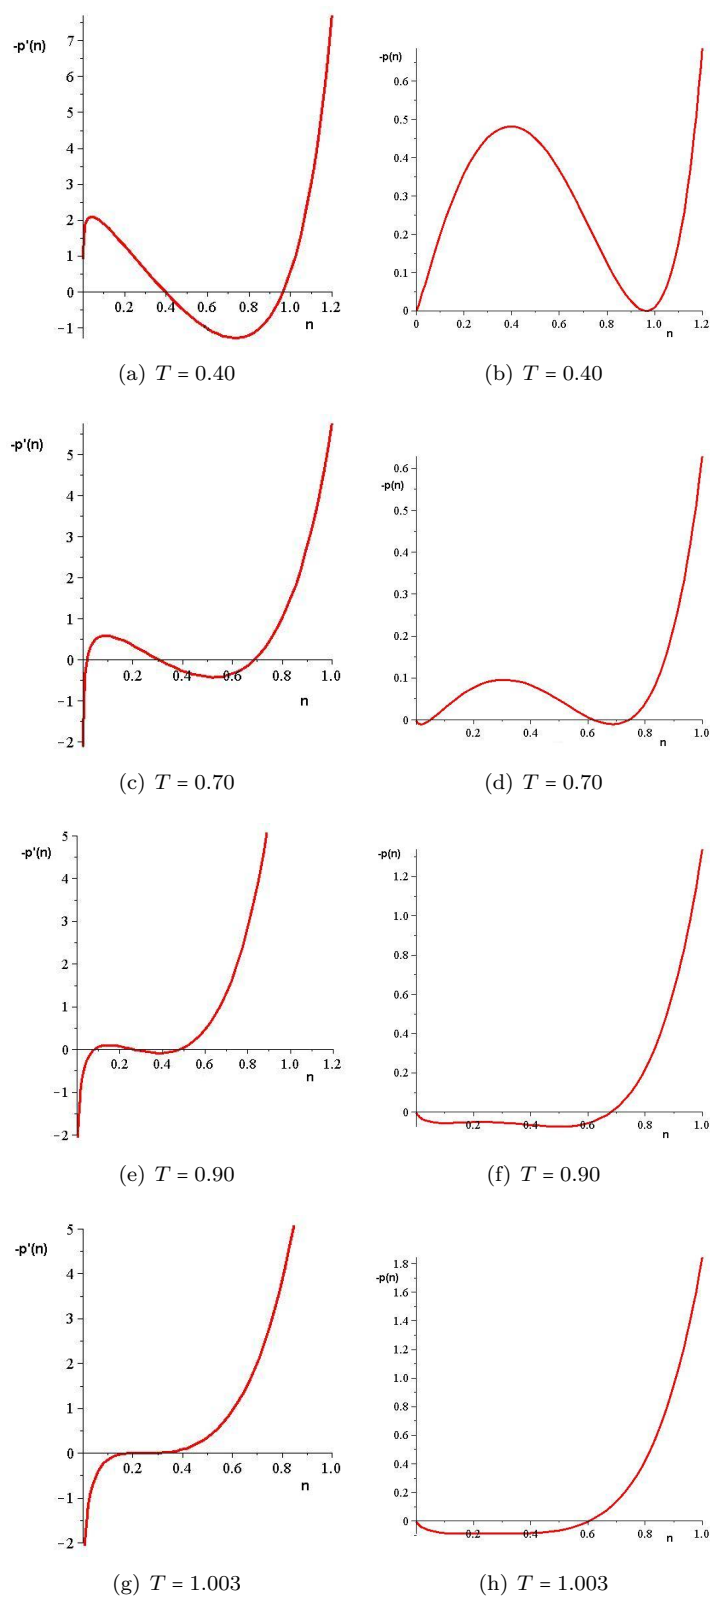 -p'(n)
7
6
5
4
3
2
1
0
-1
0.2 0.4 0.6 0.8 1.0 1.2
n
(a) T = 0.40
-p(n)
0.6
0.5
0.4
0.3
0.2
0.1
0
0 0.2 0.4 0.6 0.8 1.0 1.2
n
(b) T = 0.40
-p'(n)
5
4
3
2
1
0
-1
-2
0.2 0.4 0.6 0.8 1.0
n
(c) T = 0.70
0.6
-p(n)
0.5
0.4
0.3
0.2
0.1
0
0.2 0.4 0.6 0.8 1.0
n
(d) T = 0.70
5
-p'(n)
4
3
2
1
0
-1
-2
0.2 0.4 0.6 0.8 1.0 1.2
n
(e) T = 0.90
-p(n)
1.2
1.0
0.8
0.6
0.4
0.2
0
0.2 0.4 0.6 0.8 1.0
n
(f) T = 0.90
5
-p'(n)
4
3
2
1
0
-1
-2
0.2 0.4 0.6 0.8 1.0
n
(g) T = 1.003
1.8
-p(n)
1.6
1.4
1.2
1.0
0.8
0.6
0.4
0.2
0
0.2 0.4 0.6 0.8 1.0
n
(h) T = 1.003